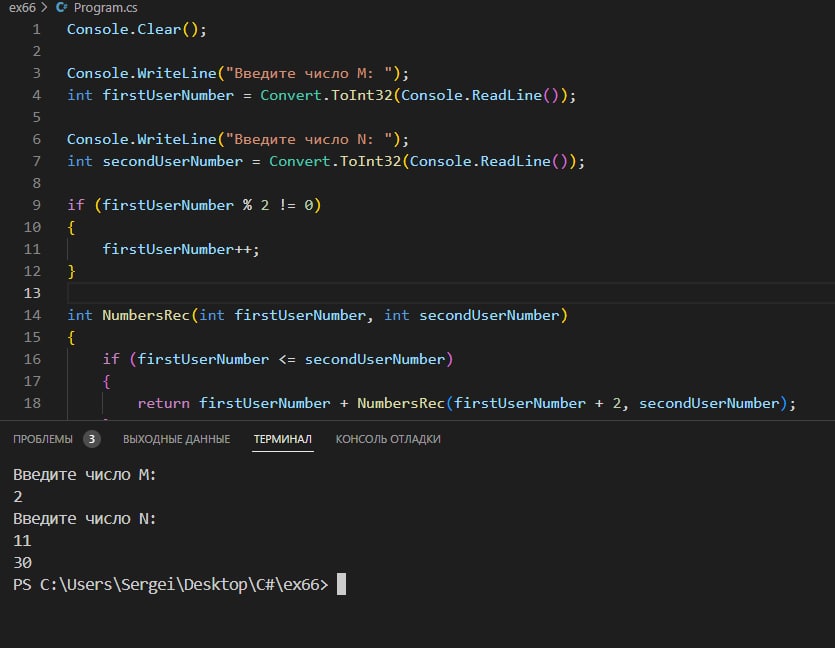 ex66 > Program.cs
1 Console.Clear();
2
3 Console.WriteLine("Введите число M: ");
4 int firstUserNumber = Convert.ToInt32(Console.ReadLine());
5
6 Console.WriteLine("Введите число N: ");
7 int secondUserNumber = Convert.ToInt32(Console.ReadLine());
8
9 if (firstUserNumber % 2 != 0)
10 {
11 firstUserNumber++;
12 }
13
14 int NumbersRec(int firstUserNumber, int secondUserNumber)
15 {
16 if (firstUserNumber <= secondUserNumber)
17 {
18 return firstUserNumber + NumbersRec(firstUserNumber + 2, secondUserNumber);
ПРОБЛЕМЫ 3 ВЫХОДНЫЕ ДАННЫЕ ТЕРМИНАЛ КОНСОЛЬ ОТЛАДКИ
Введите число M:
2
Введите число N:
11
30
PS C:\Users\Sergei\Desktop\C#\ex66>